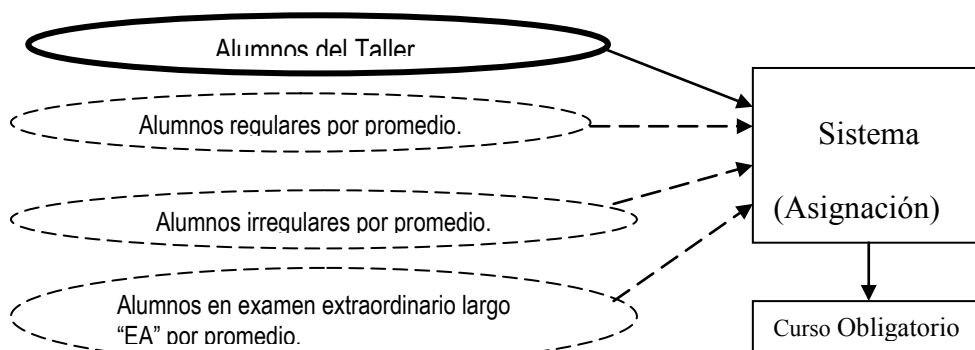 Alumnos del Taller
Alumnos regulares por promedio.
Sistema
Alumnos irregulares por promedio.
(Asignación)
Alumnos en examen extraordinario largo
“EA” por promedio.
Curso Obligatorio